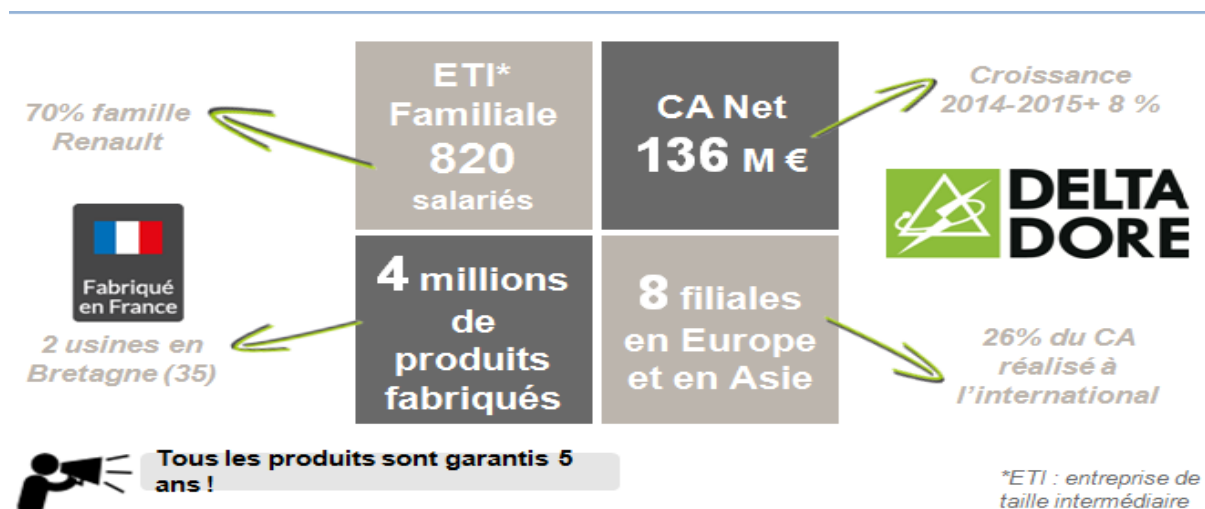 70% famille
Renault
ETI*
Familiale
820
salariés
CA Net
136 M €
Croissance
2014-2015+ 8 %
DELTA
DORE
Fabriqué
en France
2 usines en
Bretagne (35)
4 millions
de
produits
fabriqués
8 filiales
en Europe
et en Asie
26% du CA
réalisé à
l'international
Tous les produits sont garantis 5
ans !
*ETI : entreprise de
taille intermédiaire